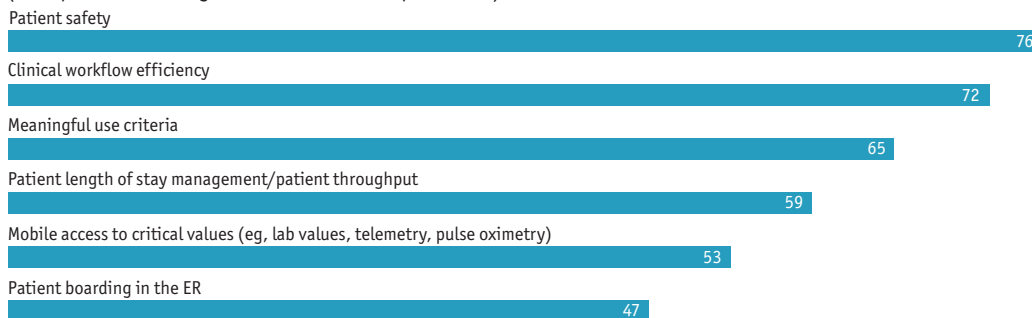 Patient safety
76
Clinical workflow efficiency
72
Meaningful use criteria
65
Patient length of stay management/patient throughput
59
Mobile access to critical values (eg, lab values, telemetry, pulse oximetry)
53
Patient boarding in the ER
47